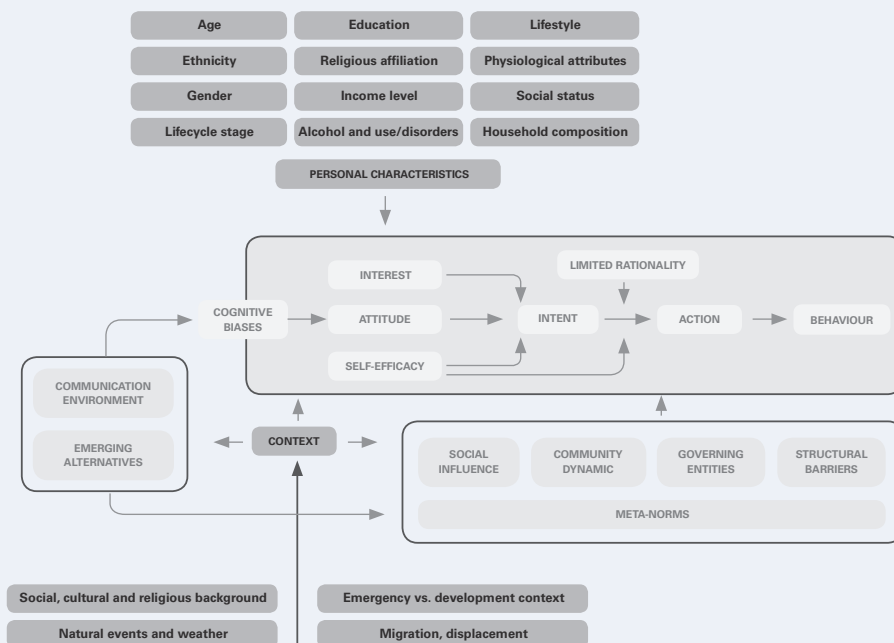 Age
Education
Lifestyle
Ethnicity
Religious affiliation
Physiological attributes
Gender
Income level
Social status
Lifecycle stage
Alcohol and use/disorders
Household composition
PERSONAL CHARACTERISTICS
INTEREST
LIMITED RATIONALITY
COGNITIVE
BIASES
ATTITUDE
INTENT
ACTION
BEHAVIOUR
SELF-EFFICACY
COMMUNICATION
ENVIRONMENT
EMERGING
ALTERNATIVES
CONTEXT
SOCIAL
INFLUENCE
COMMUNITY
DYNAMIC
GOVERNING
ENTITIES
STRUCTURAL
BARRIERS
META-NORMS
Social, cultural and religious background
Emergency vs. development context
Natural events and weather
Migration, displacement